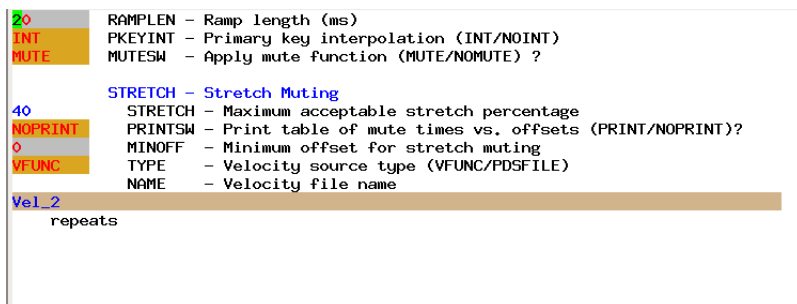 20 RAMPLEN - Ramp length (ms)
INT PKEYINT - Primary key interpolation (INT/NOINT)
MUTE MUTESW - Apply mute function (MUTE/NOMUTE) ?
STRETCH - Stretch Muting
40 STRETCH - Maximum acceptable stretch percentage
NOPRINT PRINTSW - Print table of mute times vs. offsets (PRINT/NOPRINT)?
0 MINOFF - Minimum offset for stretch muting
VFUNC TYPE - Velocity source type (VFUNC/PDSFILE)
NAME - Velocity file name
Vel_2
repeats